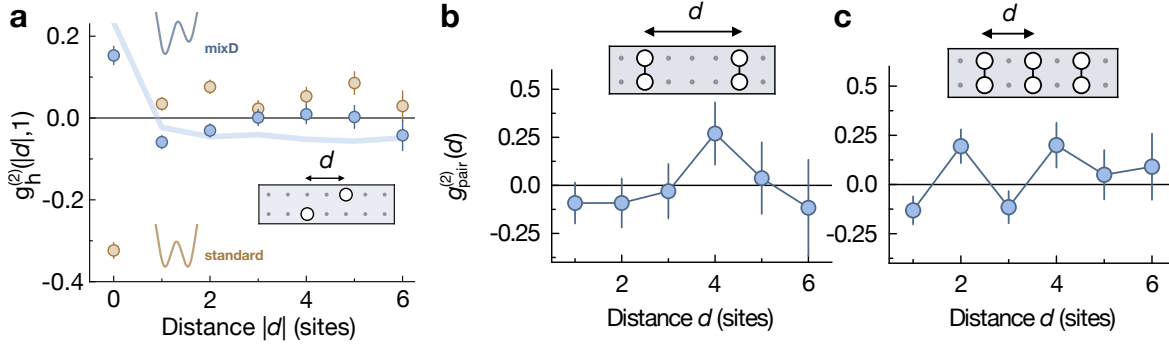 a
mixD
standard
d
g_h^(2)(|d|,1)
0.2
0.0
-0.2
-0.4
0
2
4
6
Distance |d| (sites)
b
d
g_pair^(2)(d)
0.5
0.25
0.0
-0.25
2
4
6
Distance d (sites)
c
d
0.5
0.25
0.0
-0.25
2
4
6
Distance d (sites)